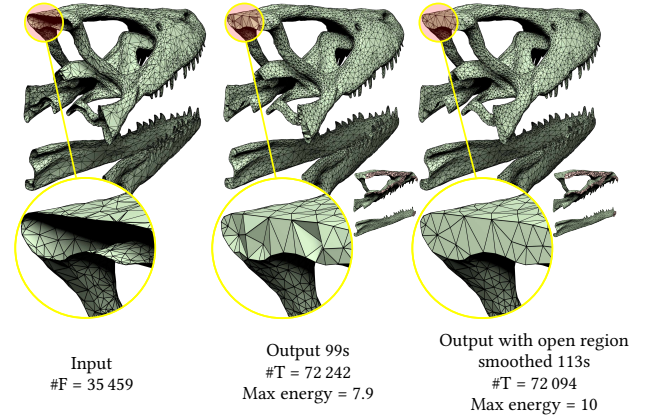 Input
#F = 35 459
Output 99s
#T = 72 242
Max energy = 7.9
Output with open region
smoothed 113s
#T = 72 094
Max energy = 10